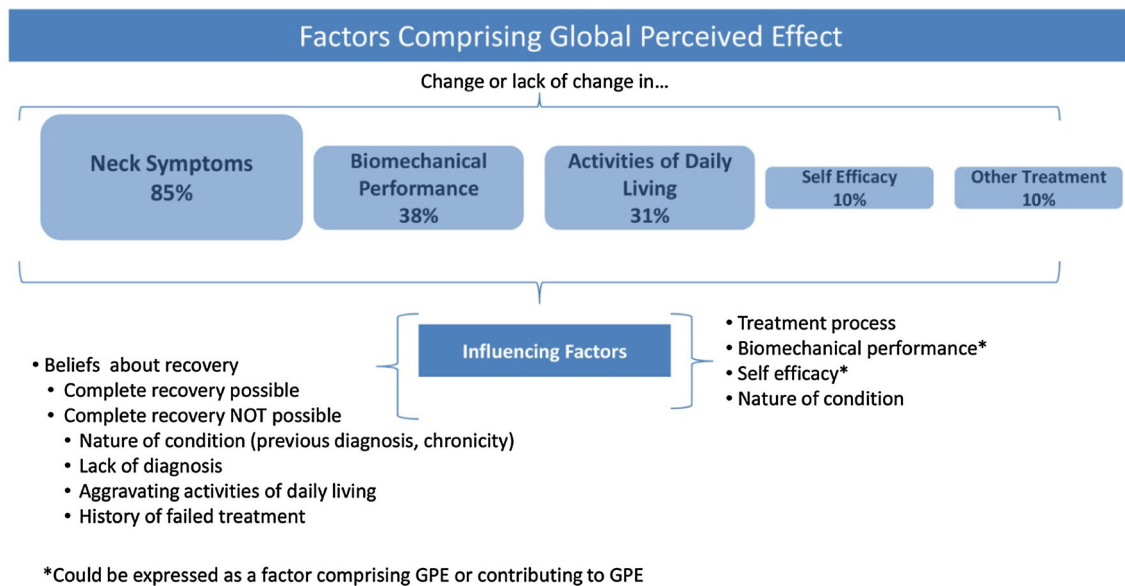 Factors Comprising Global Perceived Effect
Change or lack of change in…
Neck Symptoms
85%
Biomechanical
Performance
38%
Activities of Daily
Living
31%
Self Efficacy
10%
Other Treatment
10%
Influencing Factors
• Beliefs about recovery
• Complete recovery possible
• Complete recovery NOT possible
• Nature of condition (previous diagnosis, chronicity)
• Lack of diagnosis
• Aggravating activities of daily living
• History of failed treatment
• Treatment process
• Biomechanical performance*
• Self efficacy*
• Nature of condition
*Could be expressed as a factor comprising GPE or contributing to GPE